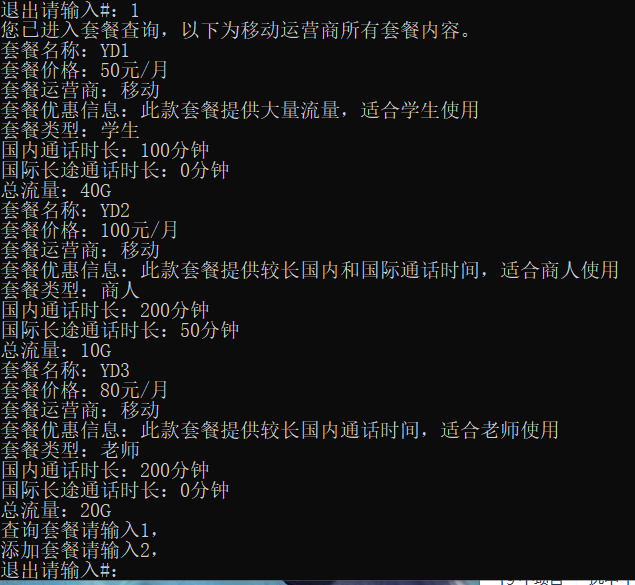 退出请输入#: 1
您已进入套餐查询，以下为移动运营商所有套餐内容。
套餐名称：YD1
套餐价格：50元/月
套餐运营商：移动
套餐优惠信息：此款套餐提供大量流量，适合学生使用
套餐类型：学生
国内通话时长：100分钟
国际长途通话时长：0分钟
总流量：40G
套餐名称：YD2
套餐价格：100元/月
套餐运营商：移动
套餐优惠信息：此款套餐提供较长国内和国际通话时间，适合商人使用
套餐类型：商人
国内通话时长：200分钟
国际长途通话时长：50分钟
总流量：10G
套餐名称：YD3
套餐价格：80元/月
套餐运营商：移动
套餐优惠信息：此款套餐提供较长国内通话时间，适合老师使用
套餐类型：老师
国内通话时长：200分钟
国际长途通话时长：0分钟
总流量：20G
查询套餐请输入1，
添加套餐请输入2，
退出请输入#: